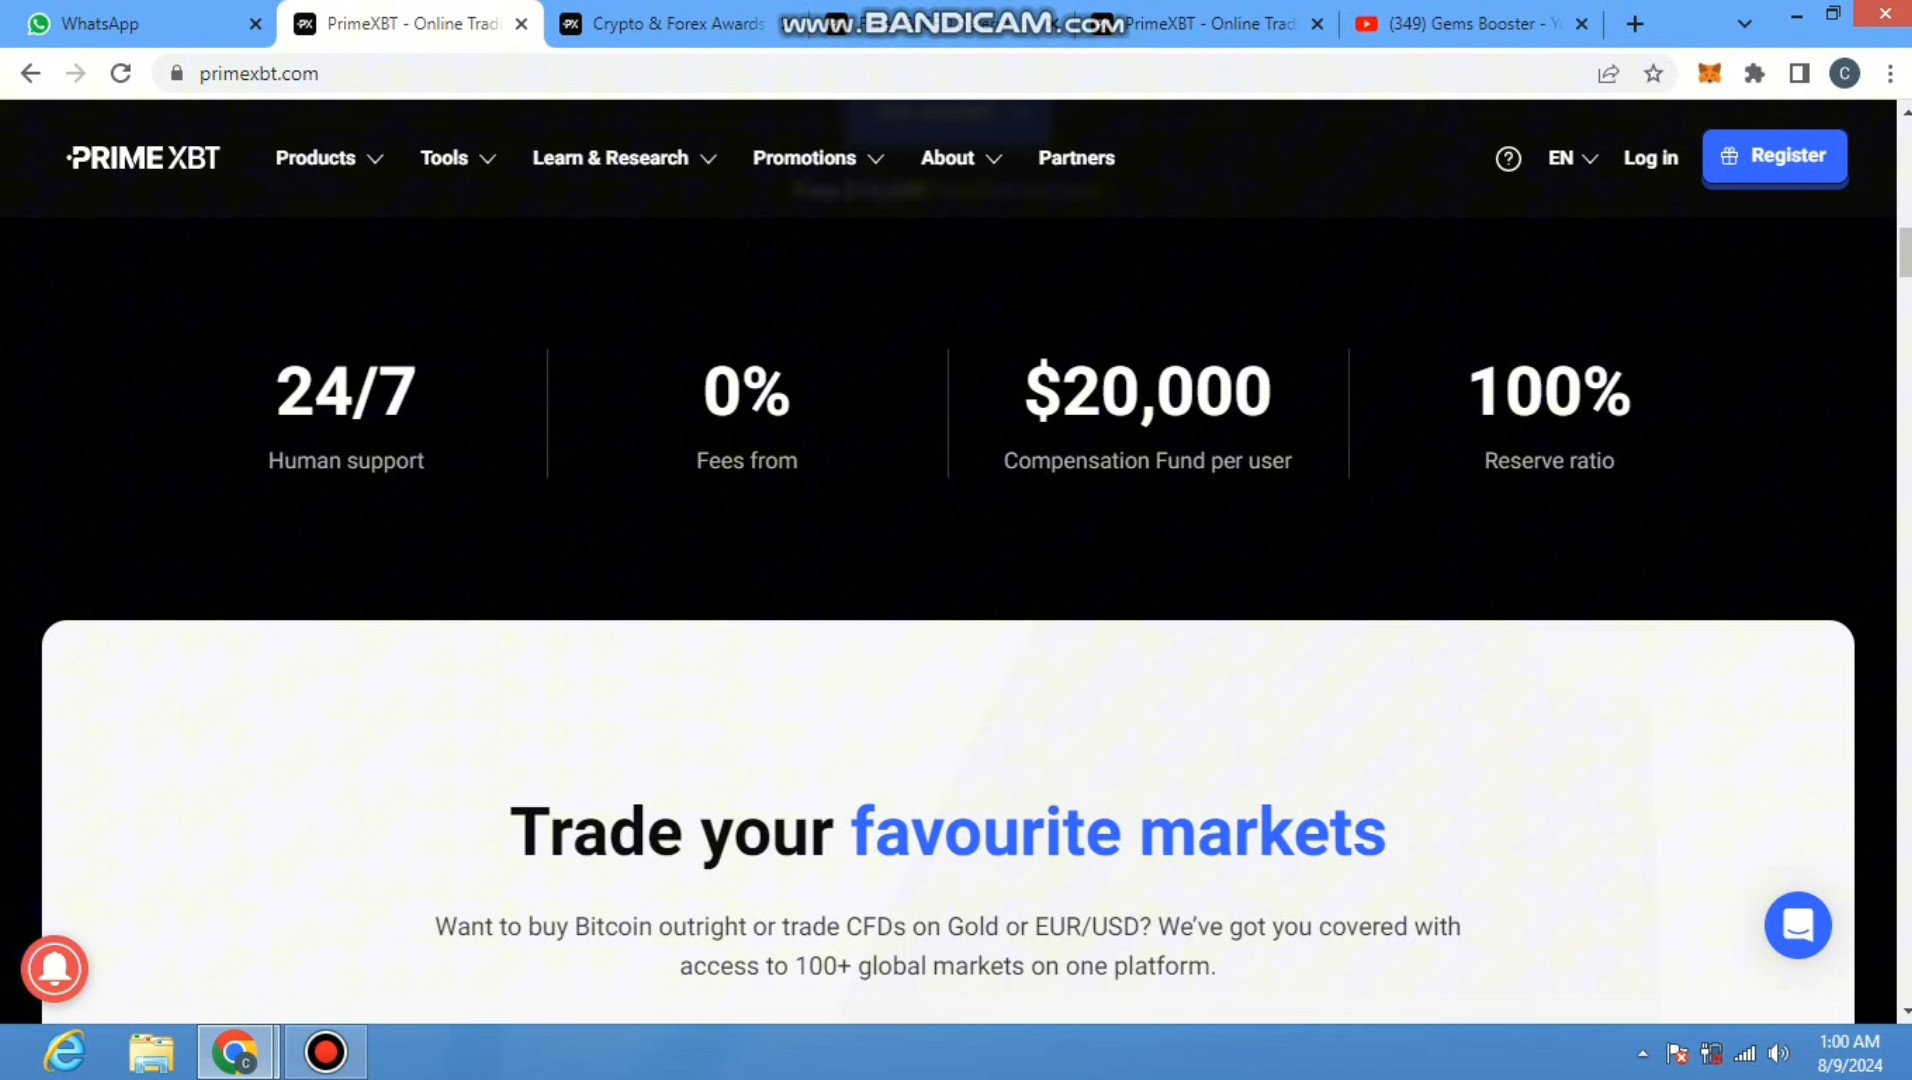 WhatsApp
PrimeXBT - Online Tradi
Crypto & Forex Awards
www.BANDICAM.com
PrimeXBT - Online Trad
(349) Gems Booster - Y
primexbt.com
C
PRIME XBT
Products
Tools
Learn & Research
Promotions
About
Partners
EN
Log in
Register
24/7
Human support
0%
Fees from
$20,000
Compensation Fund per user
100%
Reserve ratio
Trade your favourite markets
Want to buy Bitcoin outright or trade CFDs on Gold or EUR/USD? We’ve got you covered with
access to 100+ global markets on one platform.
1:00 AM
8/9/2024